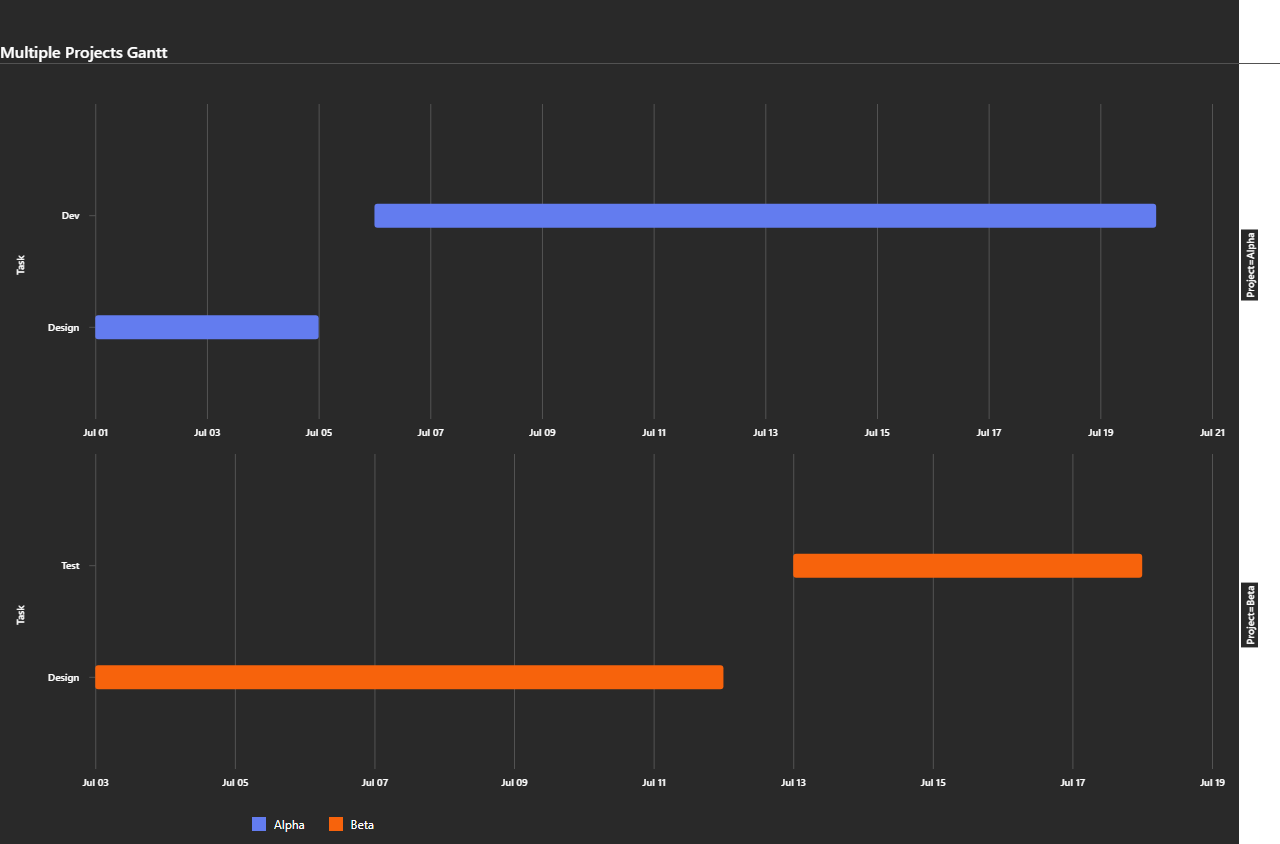 Multiple Projects Gantt
Dev
Task
Design
Project=Alpha
Jul 01 Jul 03 Jul 05 Jul 07 Jul 09 Jul 11 Jul 13 Jul 15 Jul 17 Jul 19 Jul 21
Test
Task
Design
Project=Beta
Jul 03 Jul 05 Jul 07 Jul 09 Jul 11 Jul 13 Jul 15 Jul 17 Jul 19
Alpha Beta